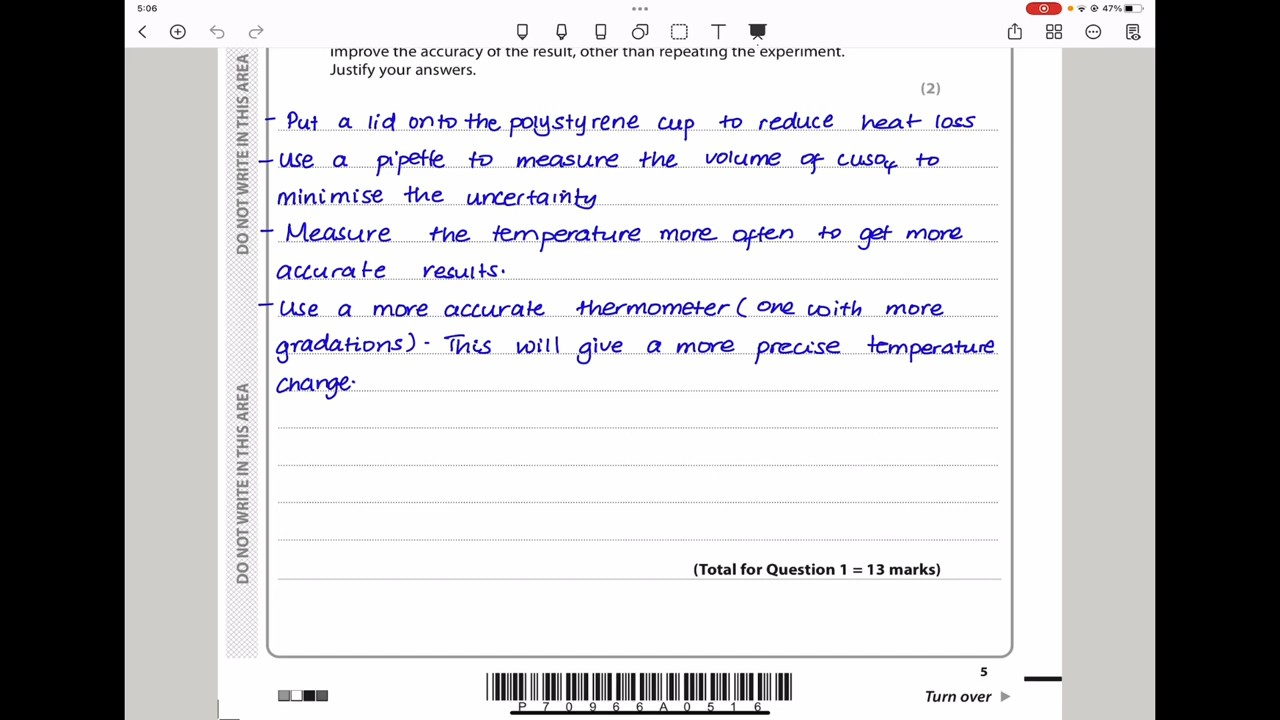 5:06
47%
DO NOT WRITE IN THIS AREA
improve the accuracy of the result, other than repeating the experiment.
Justify your answers.
(2)
- Put a lid onto the polystyrene cup to reduce heat loss
- Use a pipette to measure the volume of CuSO4 to
minimise the uncertainty
- Measure the temperature more often to get more
accurate results.
- Use a more accurate thermometer (one with more
gradations). This will give a more precise temperature
change.
DO NOT WRITE IN THIS AREA
(Total for Question 1 = 13 marks)
5
P 7 0 9 6 6 A 0 5 1 6
Turn over